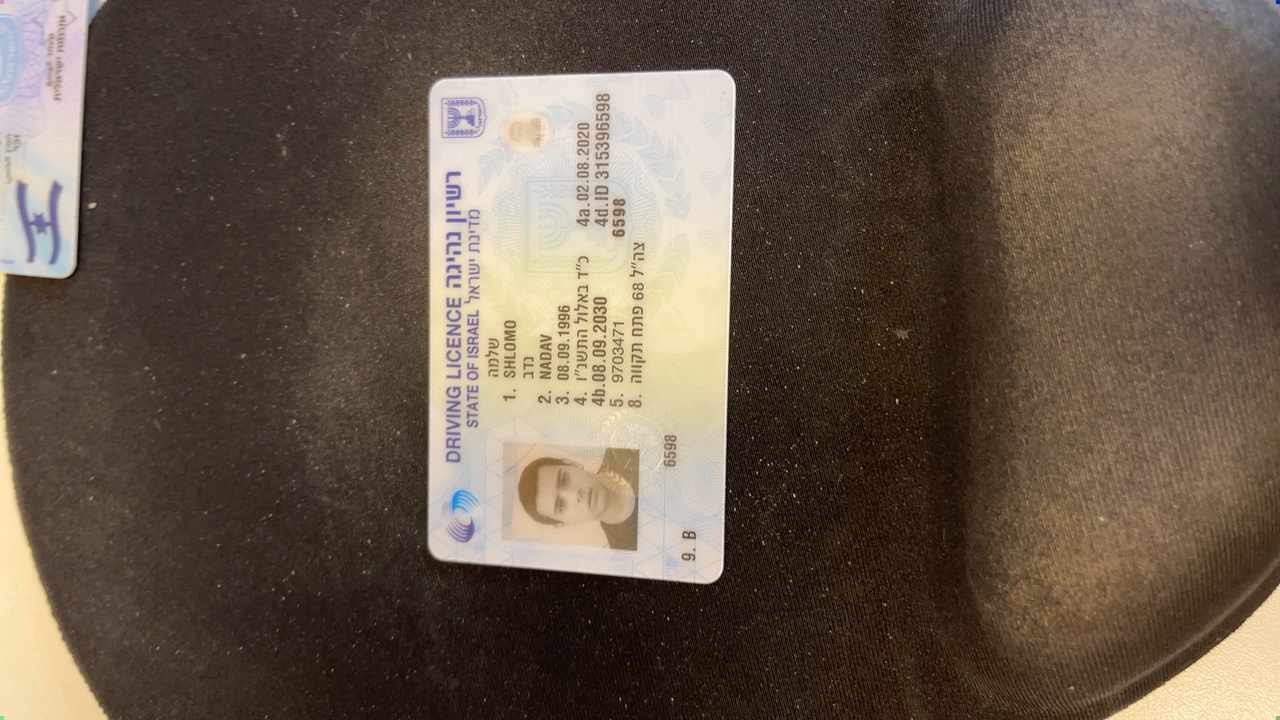 DRIVING LICENCE רשיון נהיגה
STATE OF ISRAEL מדינת ישראל
שלמה
1. SHLOMO
נדב
2. NADAV
3. 08.09.1996
4. כ"ד באלול התשנ"ו 4a.02.08.2020
4b.08.09.2030 4d.ID 315396598
5. 9703471 6598
8. צה"ל 68 פתח תקווה
6598
9. B